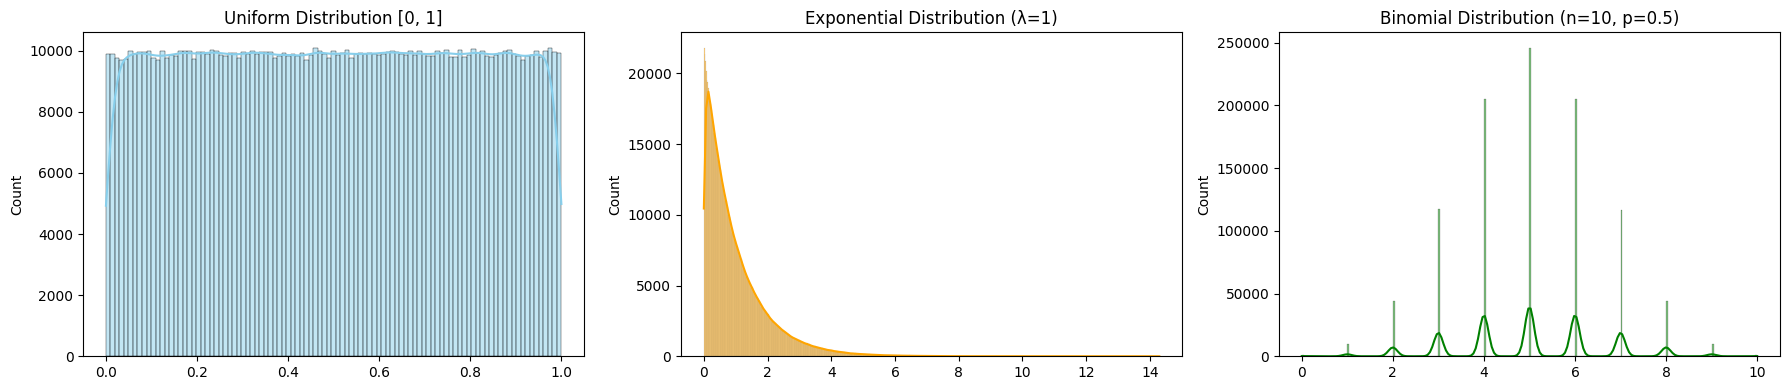 Uniform Distribution [0, 1]
Count
10000
8000
6000
4000
2000
0
0.0 0.2 0.4 0.6 0.8 1.0
Exponential Distribution (λ=1)
Count
20000
15000
10000
5000
0
0 2 4 6 8 10 12 14
Binomial Distribution (n=10, p=0.5)
Count
250000
200000
150000
100000
50000
0
0 2 4 6 8 10